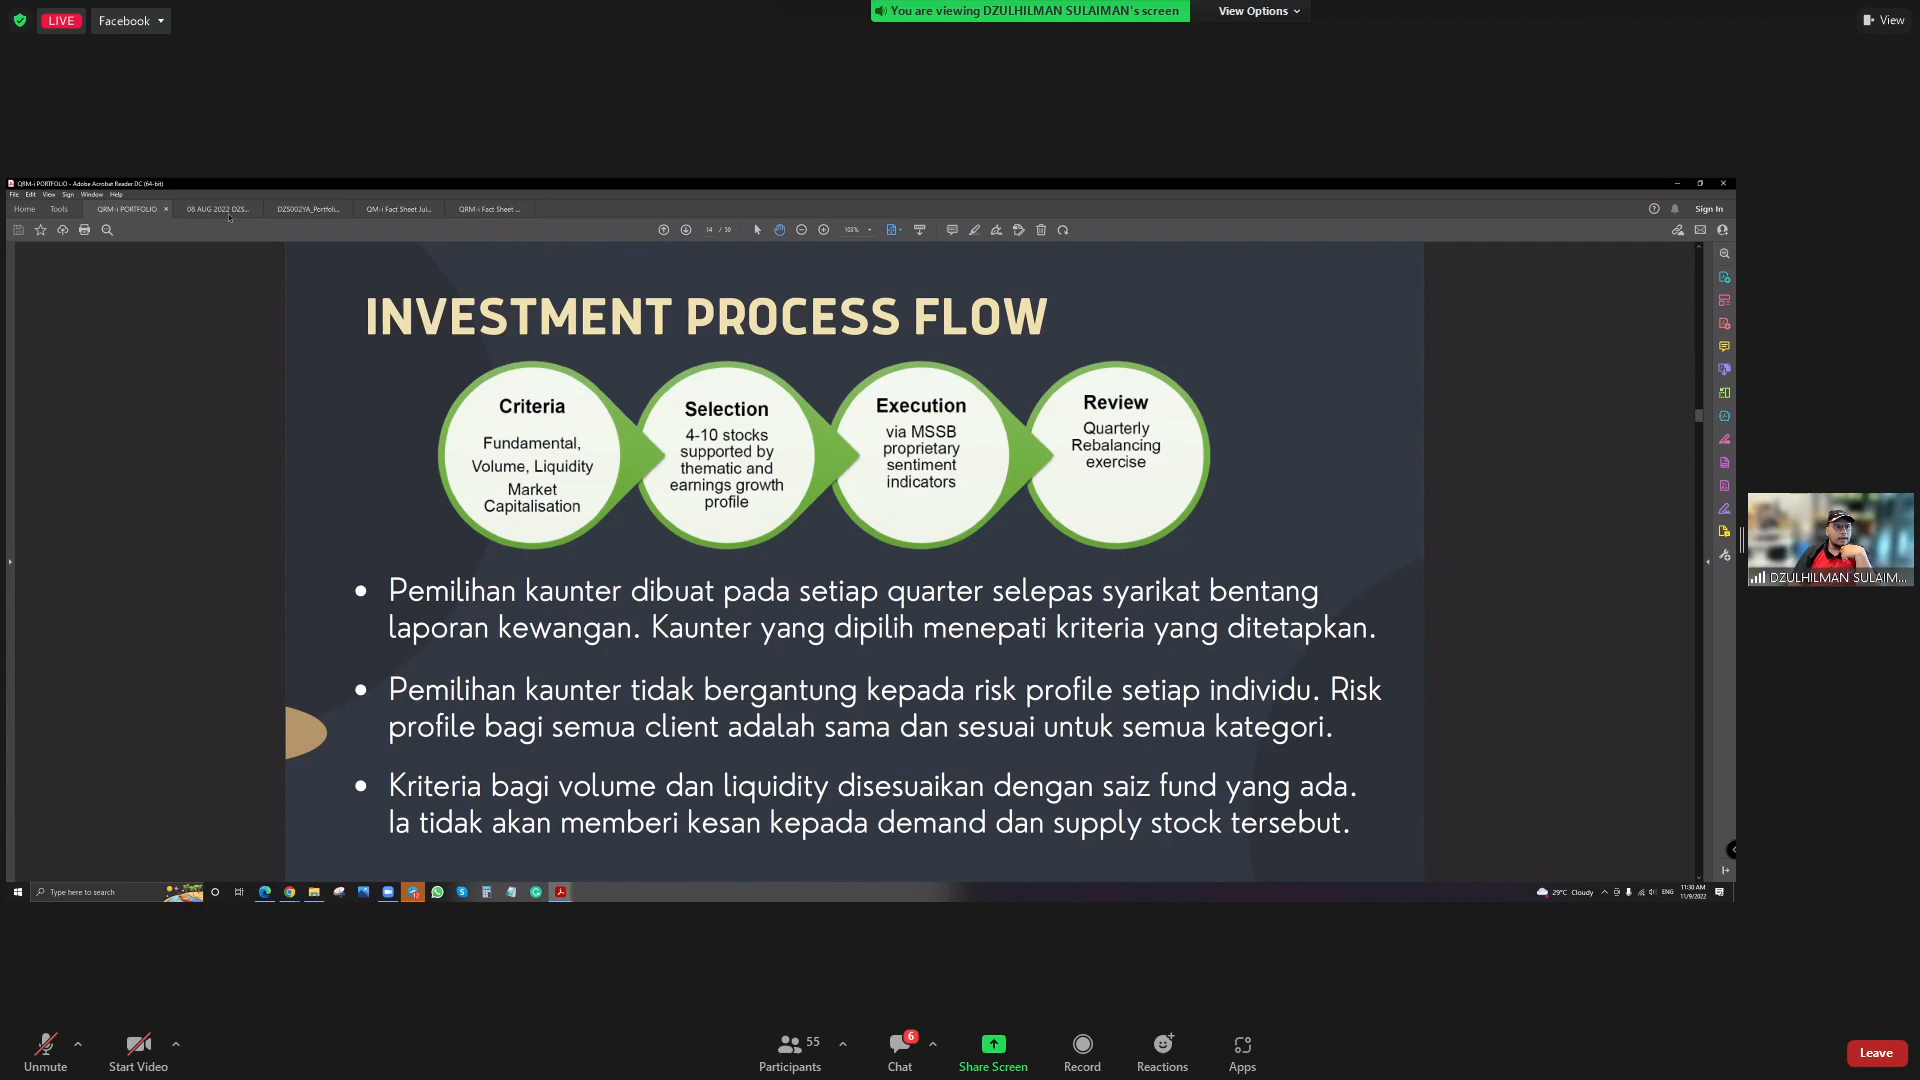 LIVE
Facebook
You are viewing DZULHILMAN SULAIMAN's screen
View Options
View
QRM-i PORTFOLIO - Adobe Acrobat Reader DC (64-bit)
File Edit View Sign Window Help
Home Tools QRM-i PORTFOLIO 08 AUG 2022 DZS... DZS002YA_Portfoli... QM-i Fact Sheet Jul... QRM-i Fact Sheet ... Sign In
14 / 50 103%
INVESTMENT PROCESS FLOW
Criteria
Fundamental,
Volume, Liquidity
Market
Capitalisation
Selection
4-10 stocks
supported by
thematic and
earnings growth
profile
Execution
via MSSB
proprietary
sentiment
indicators
Review
Quarterly
Rebalancing
exercise
• Pemilihan kaunter dibuat pada setiap quarter selepas syarikat bentang
laporan kewangan. Kaunter yang dipilih menepati kriteria yang ditetapkan.
• Pemilihan kaunter tidak bergantung kepada risk profile setiap individu. Risk
profile bagi semua client adalah sama dan sesuai untuk semua kategori.
• Kriteria bagi volume dan liquidity disesuaikan dengan saiz fund yang ada.
Ia tidak akan memberi kesan kepada demand dan supply stock tersebut.
DZULHILMAN SULAIM...
Type here to search
29°C Cloudy
ENG
11:30 AM
11/9/2022
Unmute
Start Video
55
Participants
6
Chat
Share Screen
Record
Reactions
Apps
Leave